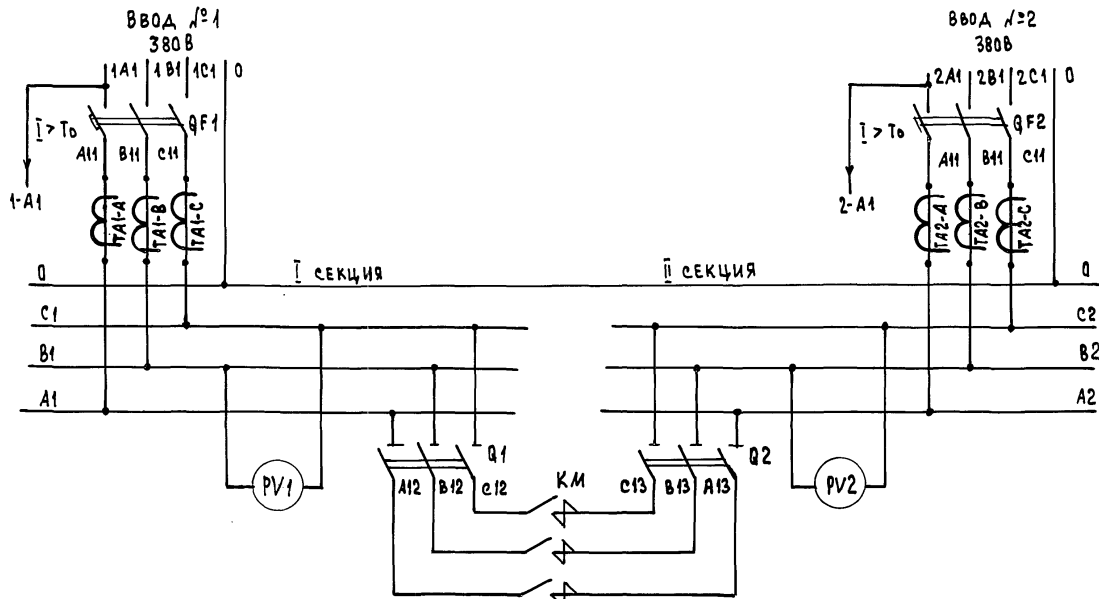 ВВОД №1
380В
1А1 1В1 1С1 0
I > To
QF1
А11 В11 С11
1-А1
ТА1-А ТА1-В ТА1-С
ВВОД №2
380В
2А1 2В1 2С1 0
I > To
QF2
А11 В11 С11
2-А1
ТА2-А ТА2-В ТА2-С
0 I СЕКЦИЯ II СЕКЦИЯ 0
С1 С2
В1 В2
А1 А2
Q1 Q2
PV1 А12 В12 С12 КМ С13 В13 А13 PV2